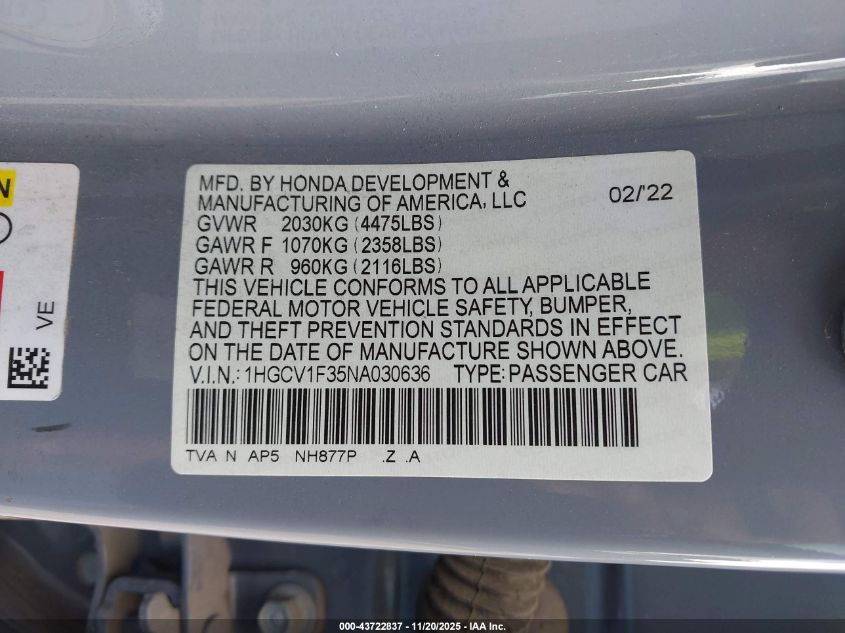 MFD. BY HONDA DEVELOPMENT &
MANUFACTURING OF AMERICA, LLC 02/'22
GVWR 2030KG (4475LBS)
GAWR F 1070KG (2358LBS)
GAWR R 960KG (2116LBS)
THIS VEHICLE CONFORMS TO ALL APPLICABLE
FEDERAL MOTOR VEHICLE SAFETY, BUMPER,
AND THEFT PREVENTION STANDARDS IN EFFECT
ON THE DATE OF MANUFACTURE SHOWN ABOVE.
V.I.N.: 1HGCV1F35NA030636 TYPE: PASSENGER CAR
TVA N AP5 NH877P .Z .A
N
VE
000-43722837 - 11/20/2025 - IAAI.com